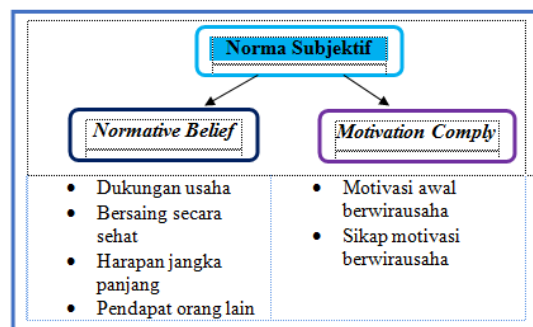 Norma Subjektif
Normative Belief
Motivation Comply
• Dukungan usaha
• Bersaing secara
sehat
• Harapan jangka
panjang
• Pendapat orang lain
• Motivasi awal
berwirausaha
• Sikap motivasi
berwirausaha